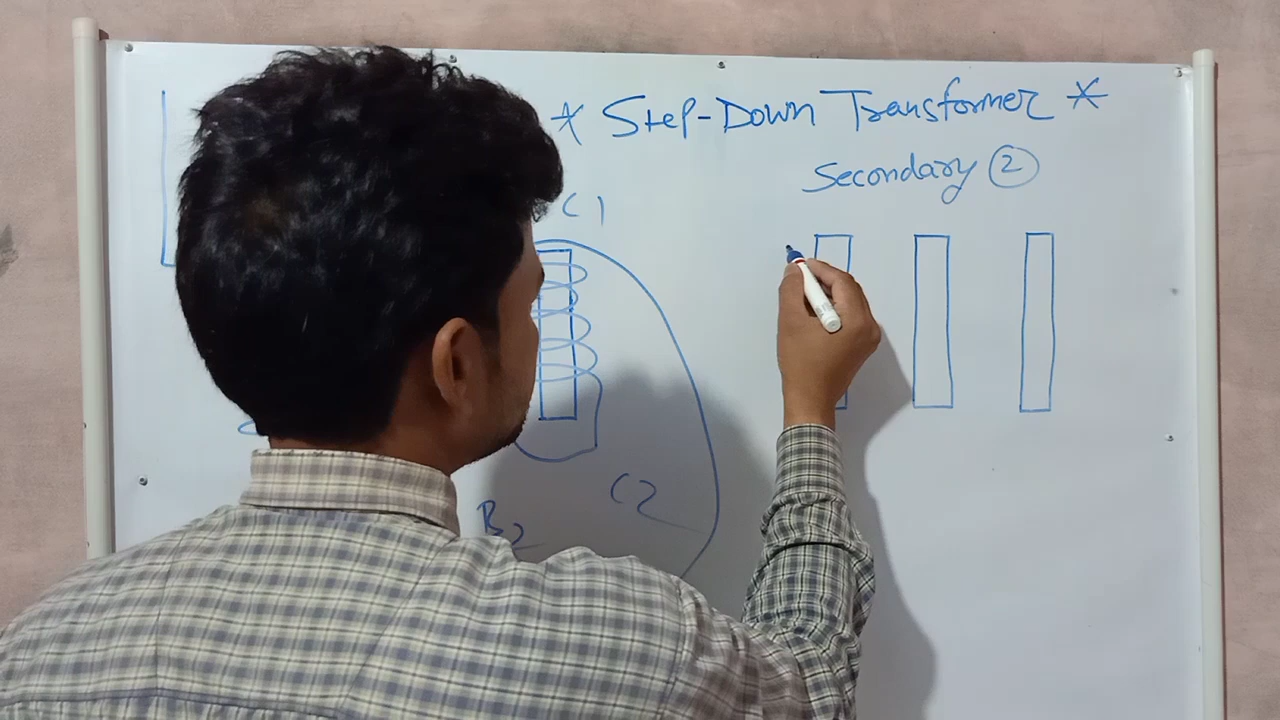 * Step-Down Transformer *
Secondary ②
C1
C2
B2